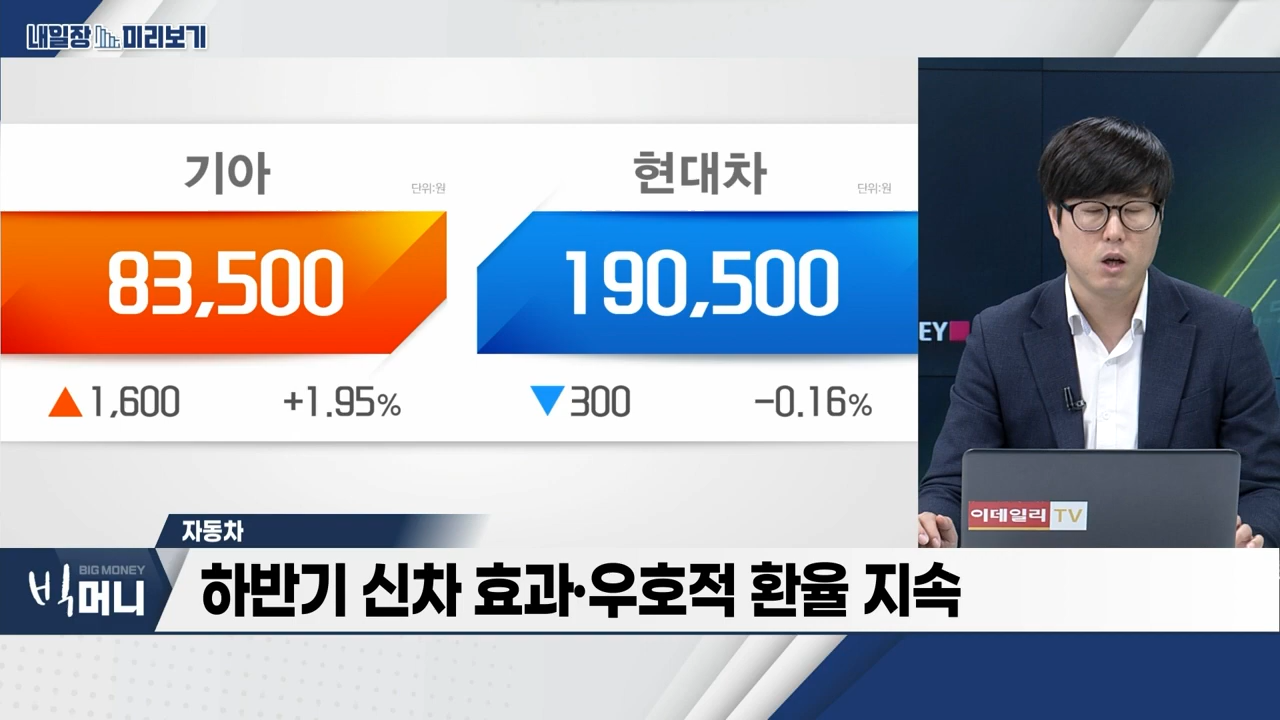 내일장 미리보기
기아
단위:원
83,500
▲1,600 +1.95%
현대차
단위:원
190,500
▼300 -0.16%
EY
이데일리TV
자동차
BIG MONEY
빅머니
하반기 신차 효과·우호적 환율 지속